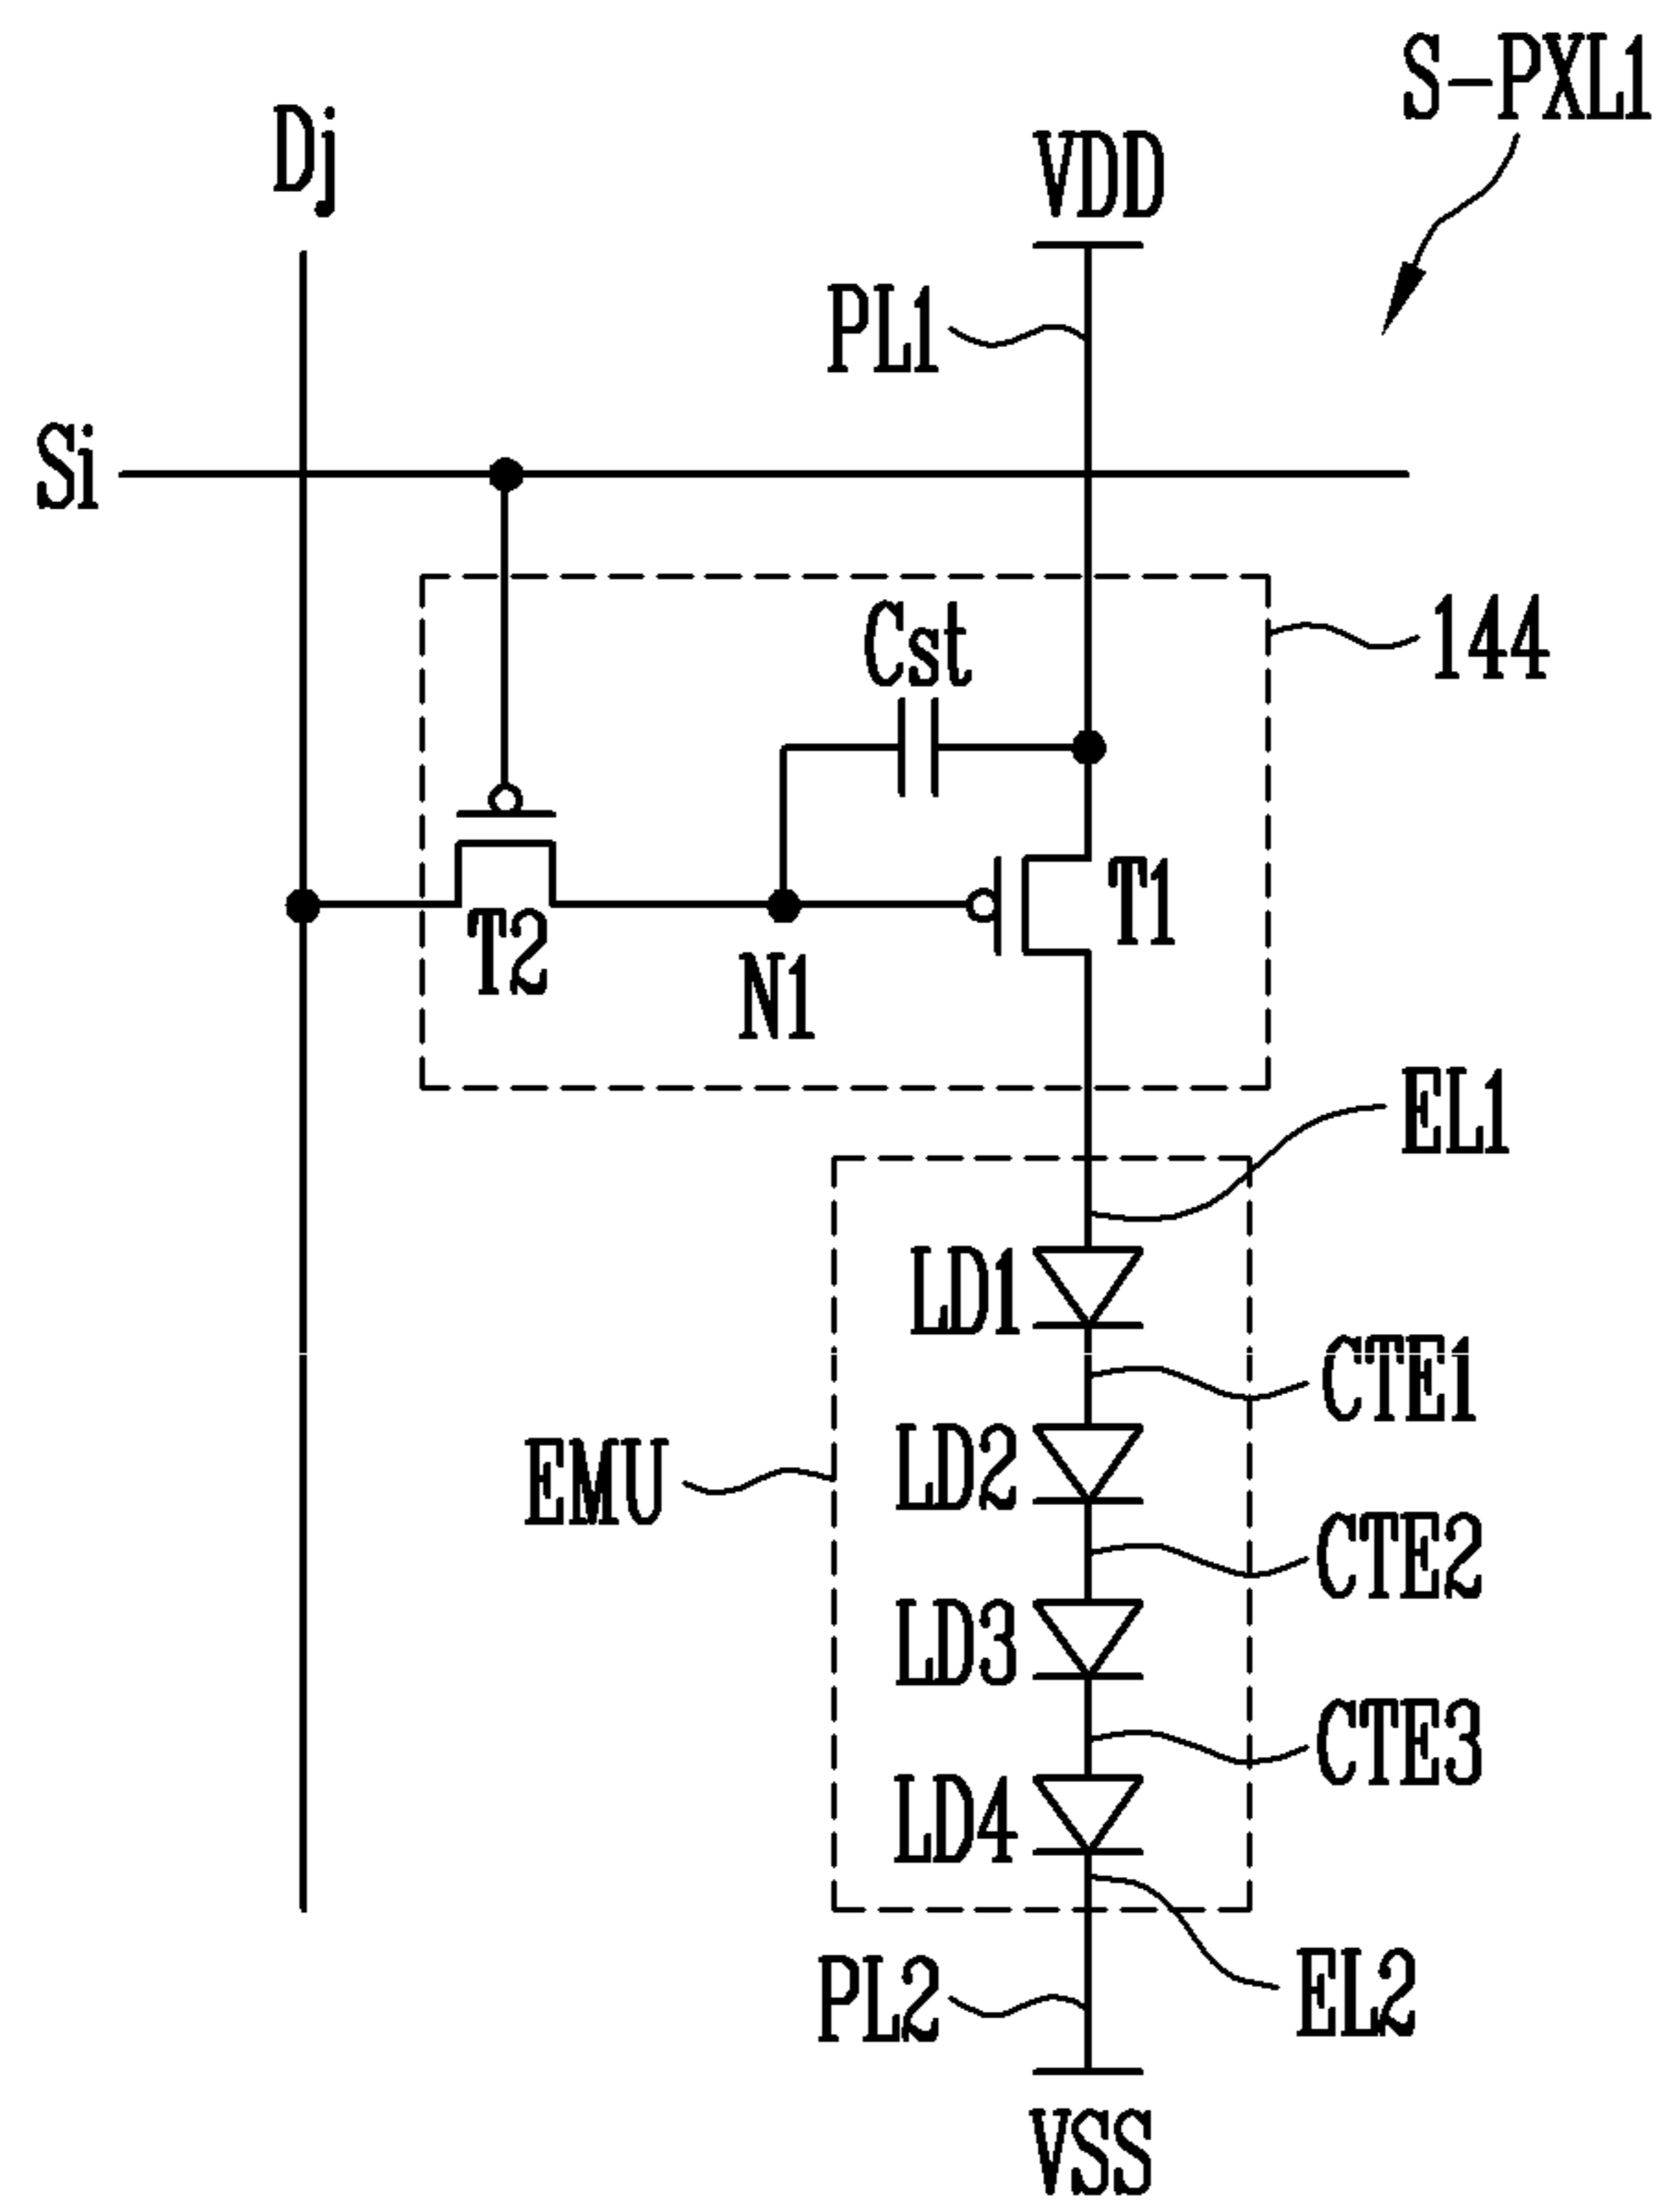 S-PXL1
Dj
VDD
PL1
Si
Cst
144
T1
T2
N1
EL1
LD1
CTE1
LD2
EMU
CTE2
LD3
CTE3
LD4
EL2
PL2
VSS